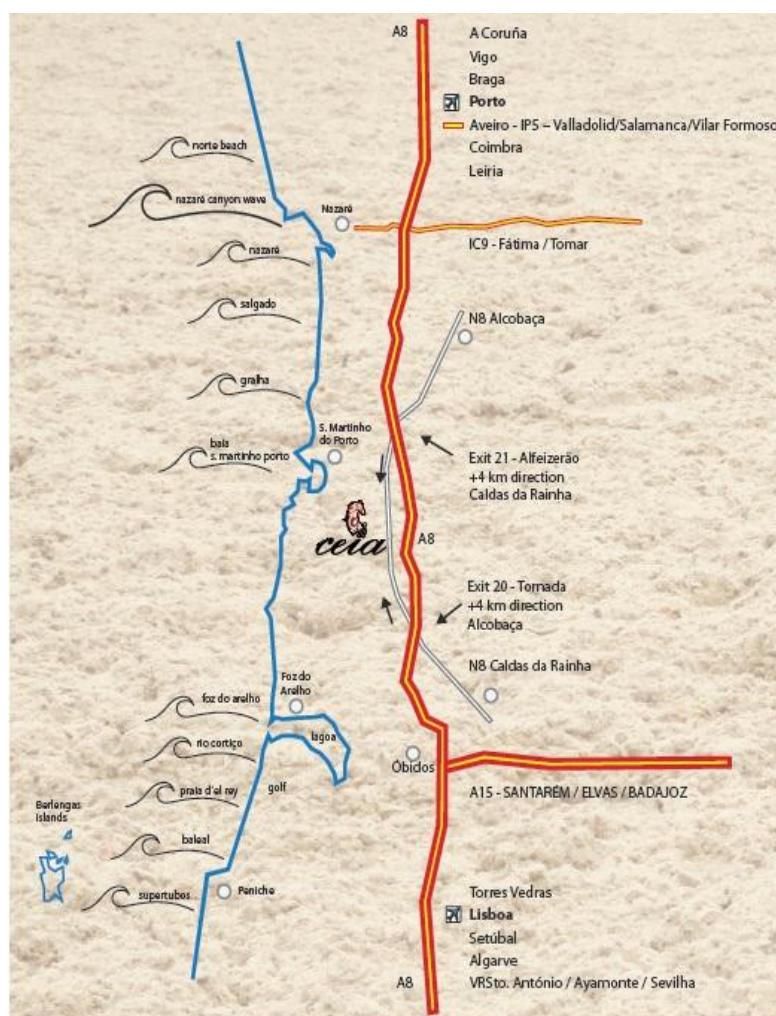 A8
A Coruña
Vigo
Braga
Porto
Aveiro - IP5 – Valladolid/Salamanca/Vilar Formoso
Coimbra
Leiria
norte beach
nazaré canyon wave
Nazaré
nazaré
IC9 - Fátima / Tomar
salgado
N8 Alcobaça
gralha
S. Martinho
do Porto
baia
s. martinho porto
Exit 21 - Alfeizerão
+4 km direction
Caldas da Rainha
ceia
A8
Exit 20 - Tornada
+4 km direction
Alcobaça
N8 Caldas da Rainha
Foz do
Arelho
foz do arelho
lagoa
rio cortiço
Óbidos
golf
praia d'el rey
A15 - SANTARÉM / ELVAS / BADAJOZ
Berlengas
islands
baleal
Peniche
supertubos
Torres Vedras
Lisboa
Setúbal
Algarve
A8
VRSto. António / Ayamonte / Sevilha